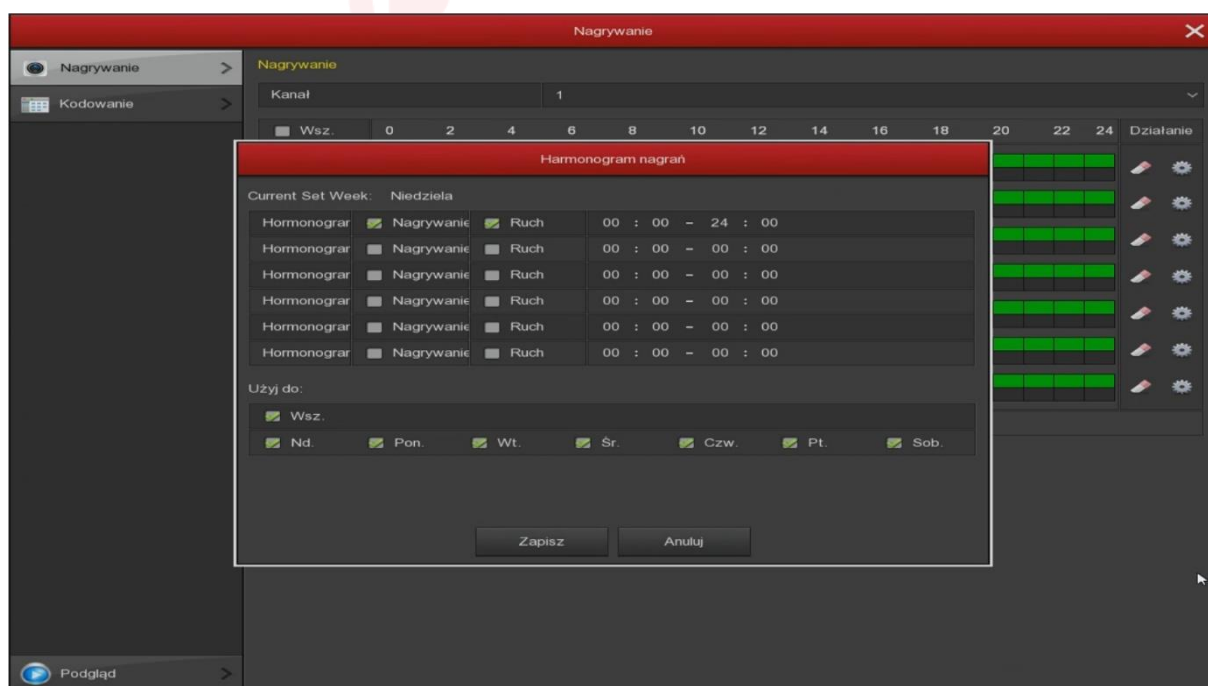 Nagrywanie
Nagrywanie
Nagrywanie
Kanał 1
Kodowanie
Wsz. 0 2 4 6 8 10 12 14 16 18 20 22 24 Działanie
Harmonogram nagrań
Current Set Week: Niedziela
Hormonograr Nagrywanie Ruch 00 : 00 - 24 : 00
Hormonograr Nagrywanie Ruch 00 : 00 - 00 : 00
Hormonograr Nagrywanie Ruch 00 : 00 - 00 : 00
Hormonograr Nagrywanie Ruch 00 : 00 - 00 : 00
Hormonograr Nagrywanie Ruch 00 : 00 - 00 : 00
Hormonograr Nagrywanie Ruch 00 : 00 - 00 : 00
Użyj do:
Wsz.
Nd. Pon. Wt. Śr. Czw. Pt. Sob.
Zapisz Anuluj
Podgląd